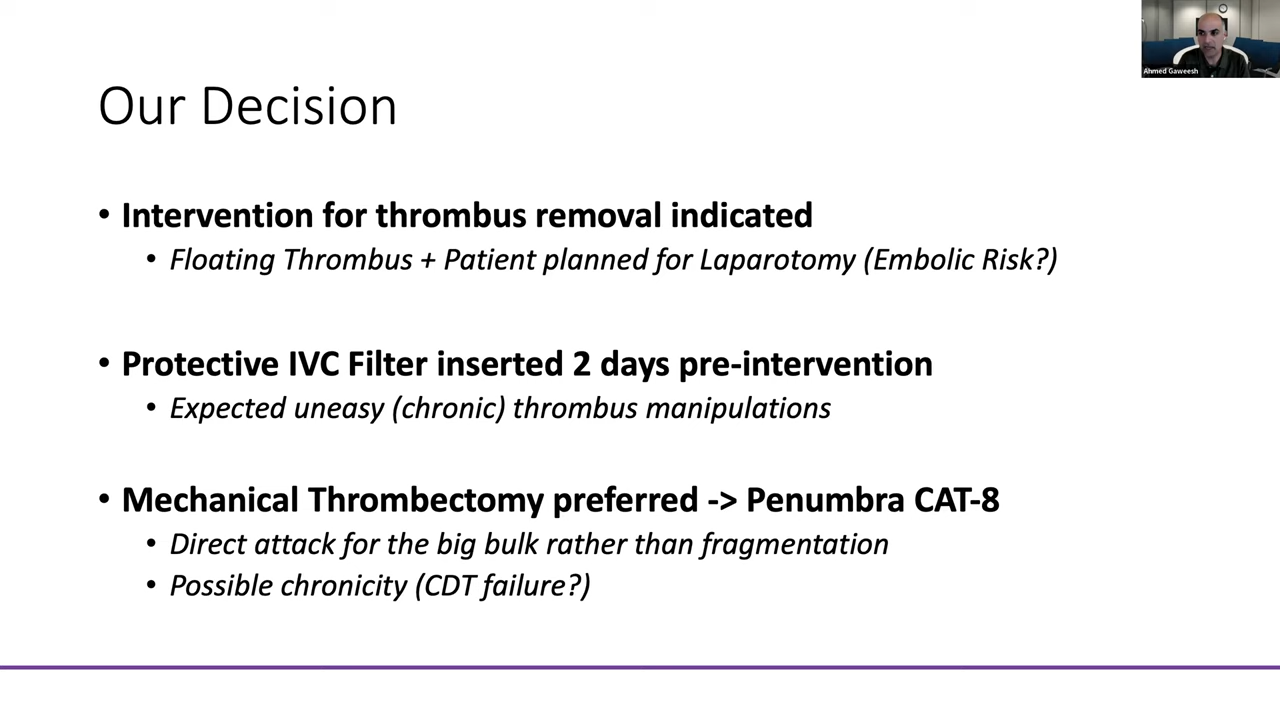 Ahmed Gaweesh
Our Decision
• Intervention for thrombus removal indicated
• Floating Thrombus + Patient planned for Laparotomy (Embolic Risk?)
• Protective IVC Filter inserted 2 days pre-intervention
• Expected uneasy (chronic) thrombus manipulations
• Mechanical Thrombectomy preferred -> Penumbra CAT-8
• Direct attack for the big bulk rather than fragmentation
• Possible chronicity (CDT failure?)